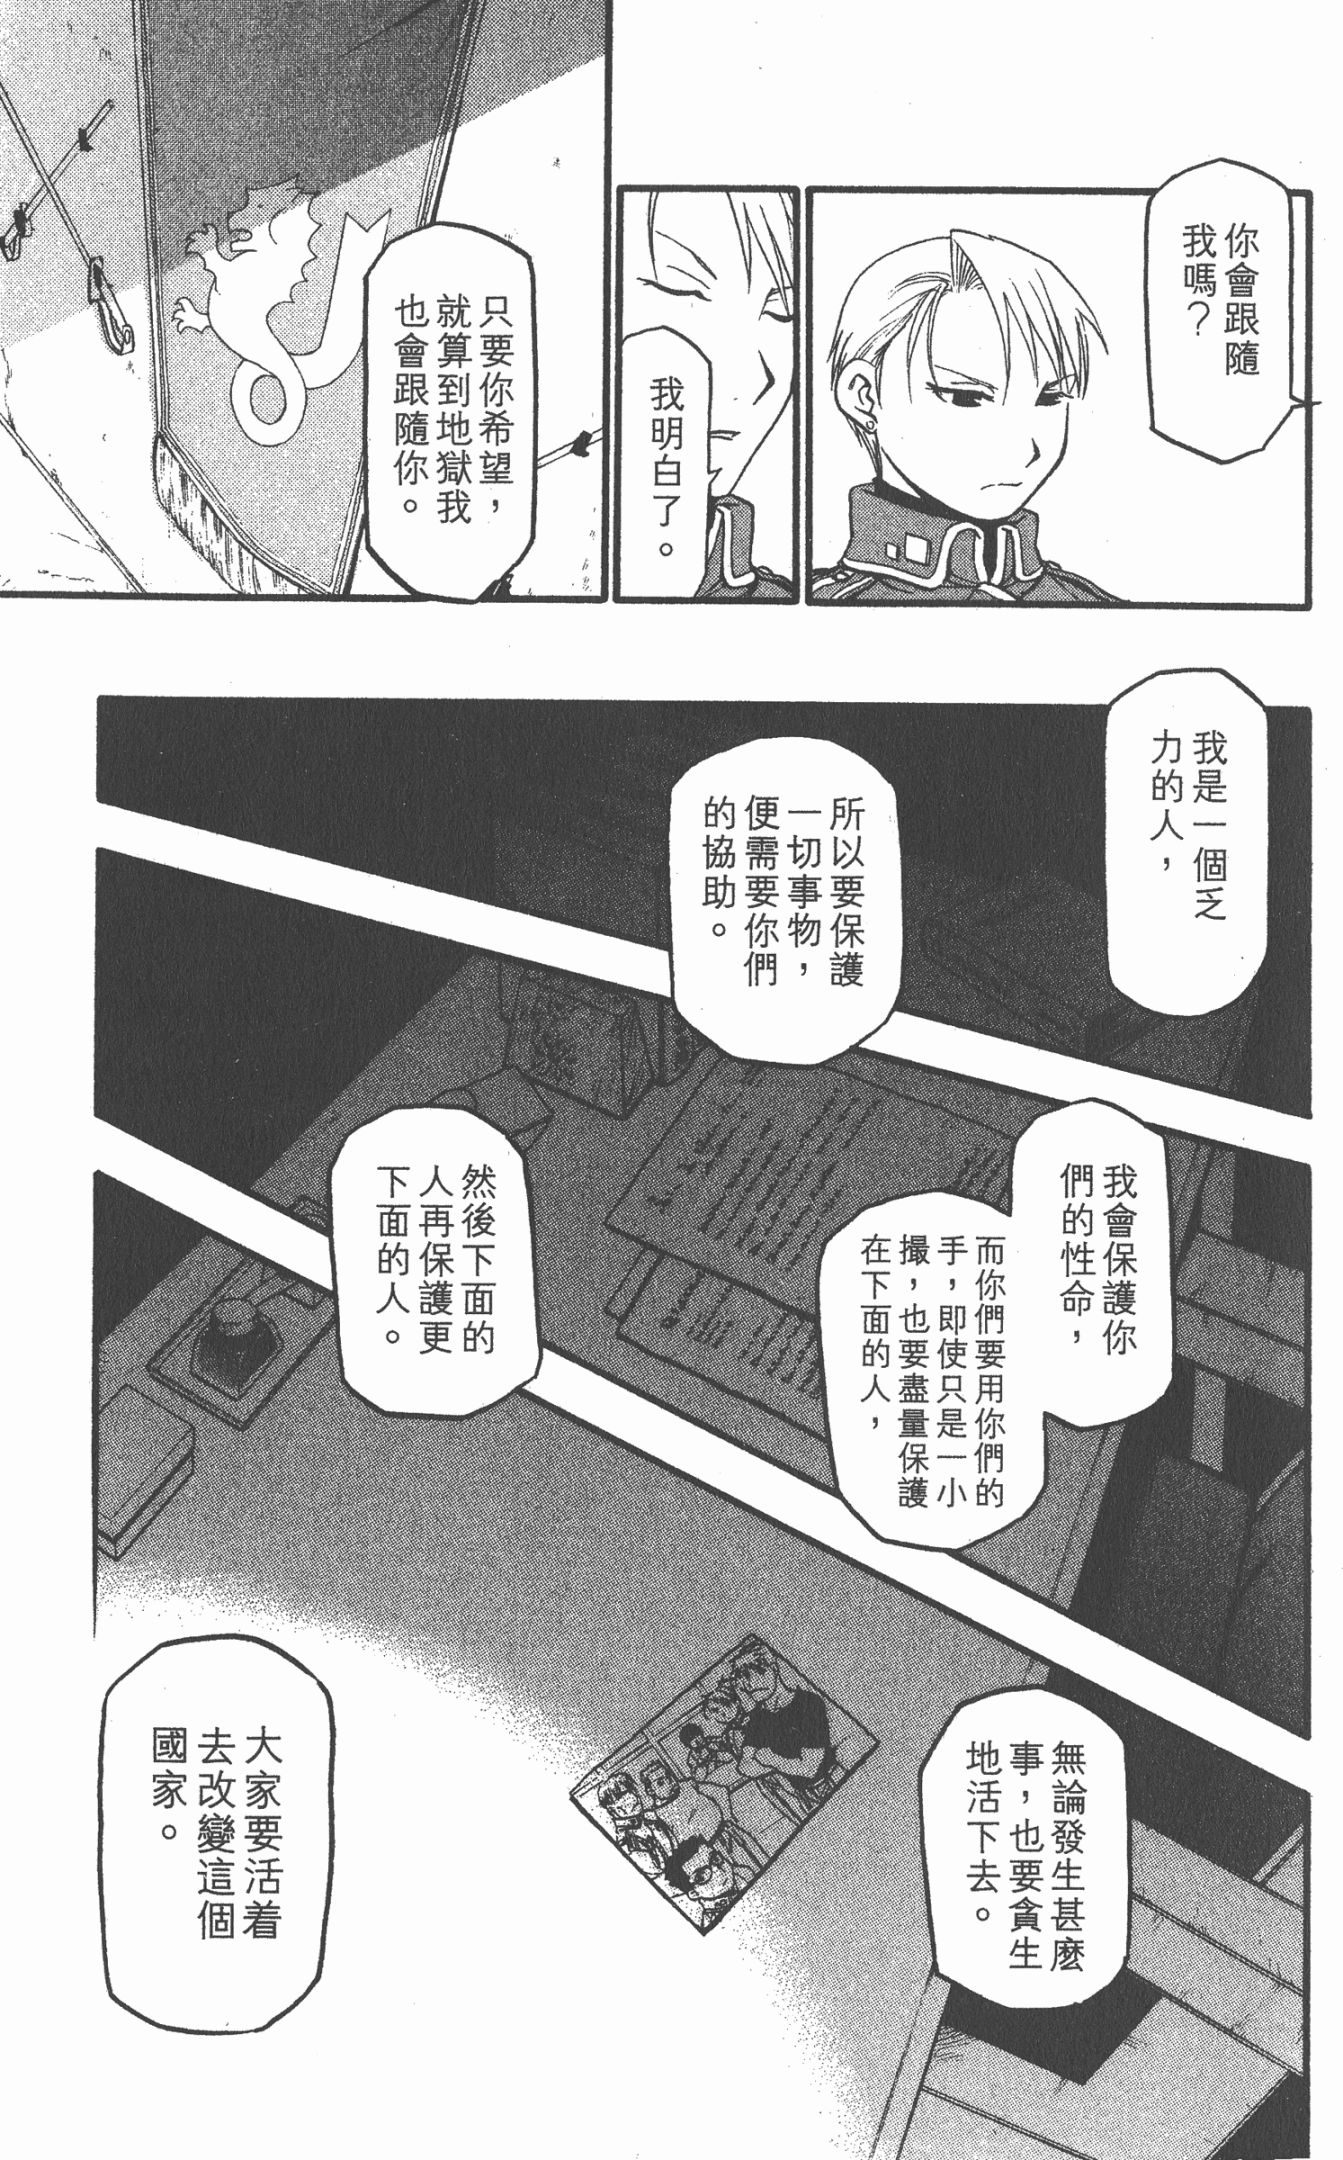 你會跟隨
我嗎？
我明白了。
只要你希望，
就算到地獄我
也會跟隨你。
我是一個乏
力的人，
所以要保護
一切事物，
便需要你們
的協助。
我會保護你
們的性命，
而你們要用你們的
手，即使只是一小
撮，也要盡量保護
在下面的人，
然後下面的
人再保護更
下面的人。
無論發生甚麽
事，也要貪生
地活下去。
大家要活着
去改變這個
國家。